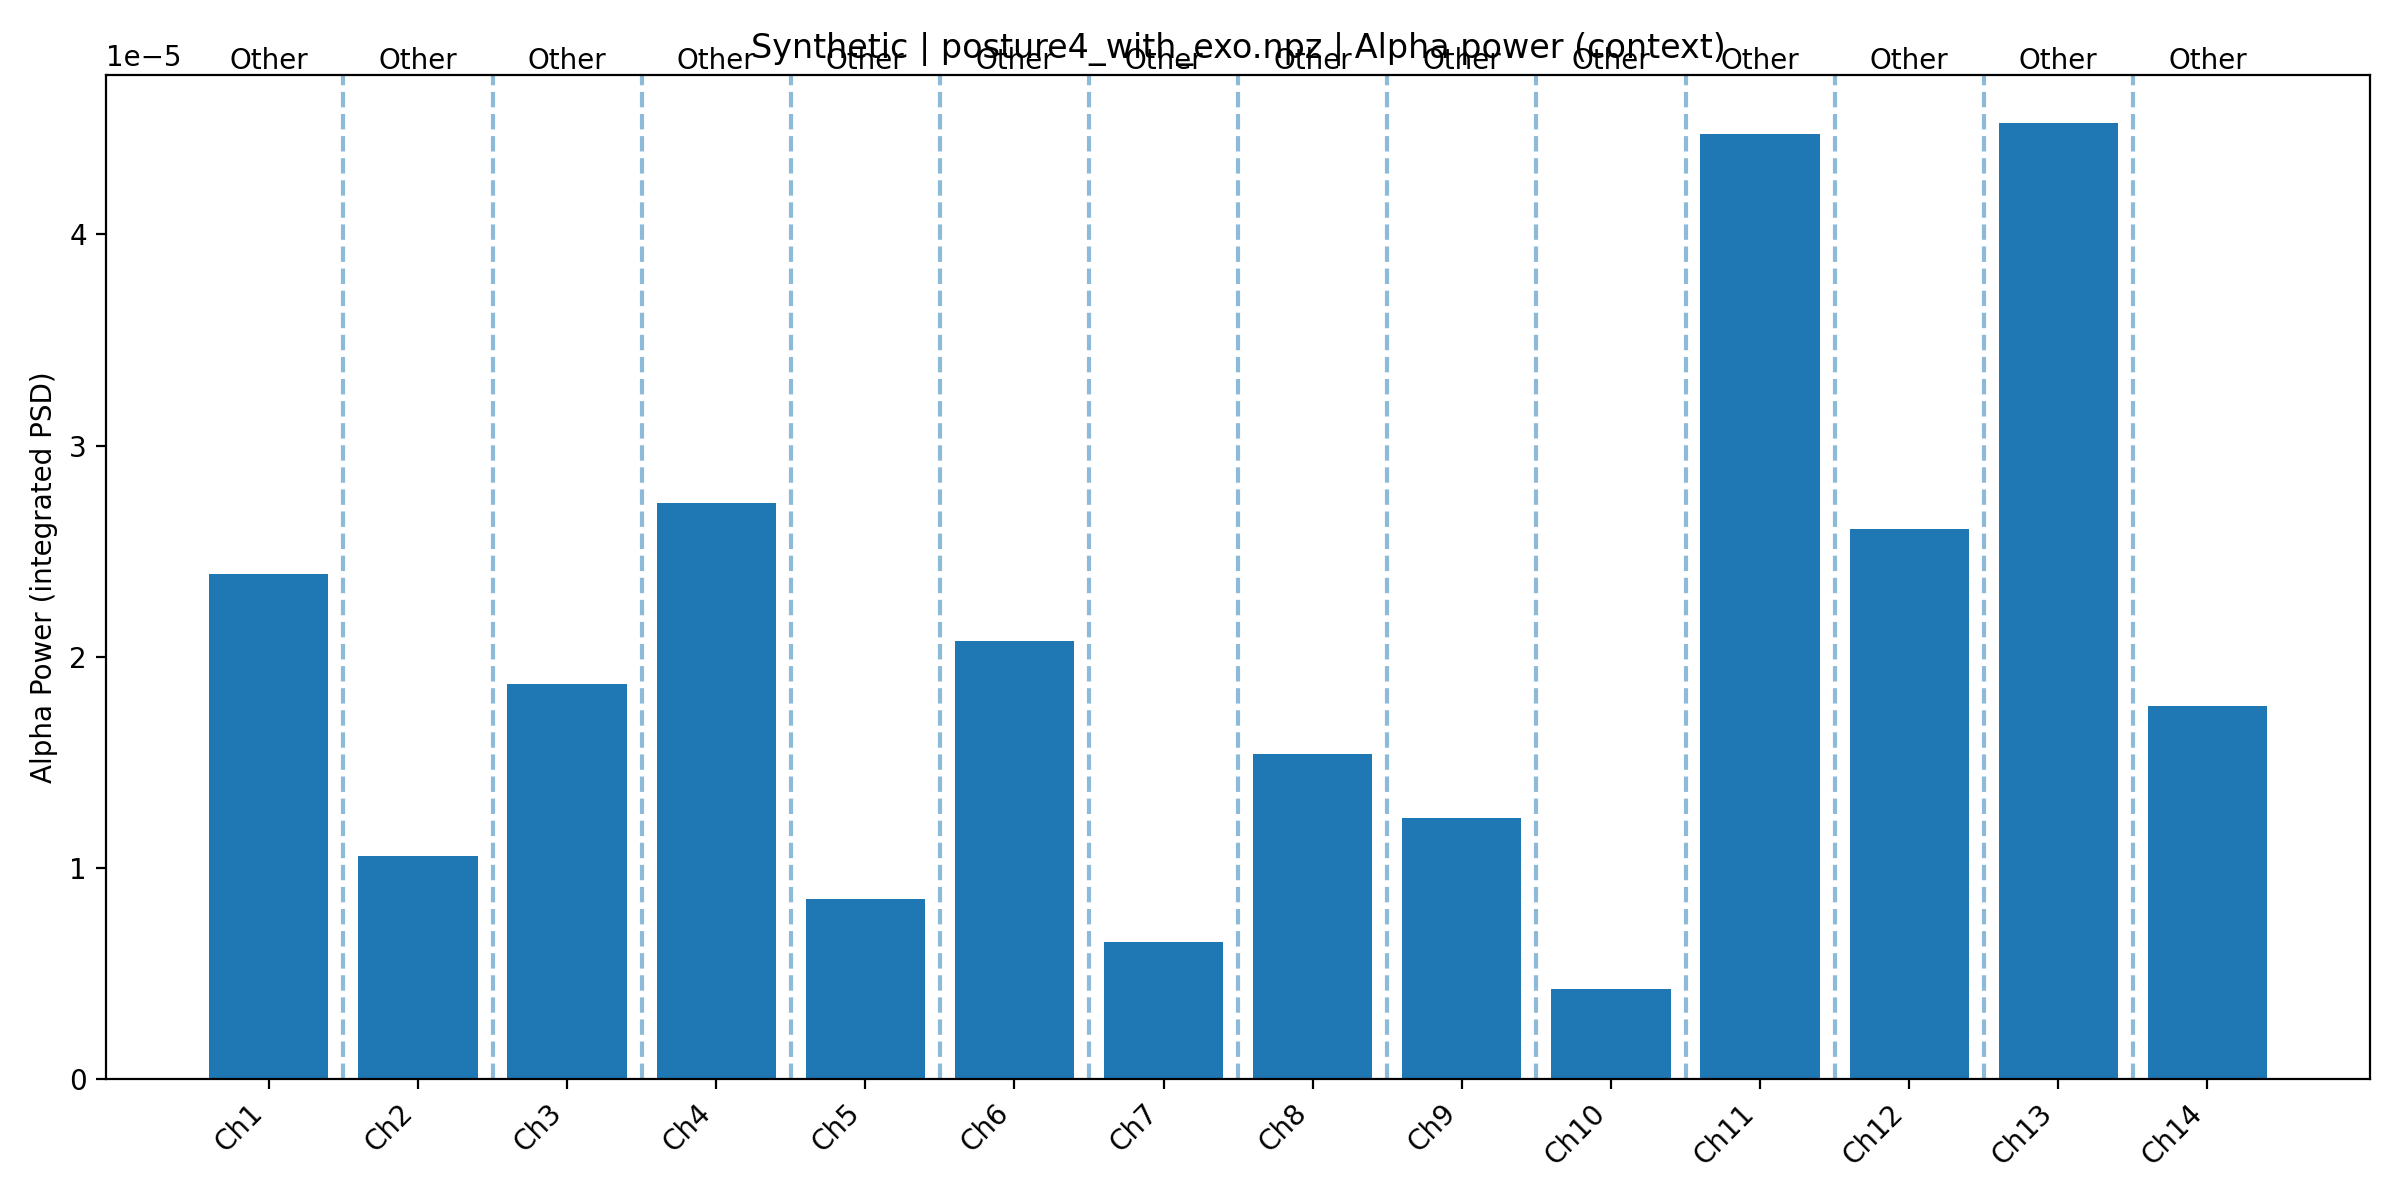 Synthetic | posture4_with_exo.npz | Alpha power (context)
1e−5 Other Other Other Other Other Other Other Other Other Other Other Other Other Other
4
3
2
1
0
Alpha Power (integrated PSD)
Ch1 Ch2 Ch3 Ch4 Ch5 Ch6 Ch7 Ch8 Ch9 Ch10 Ch11 Ch12 Ch13 Ch14